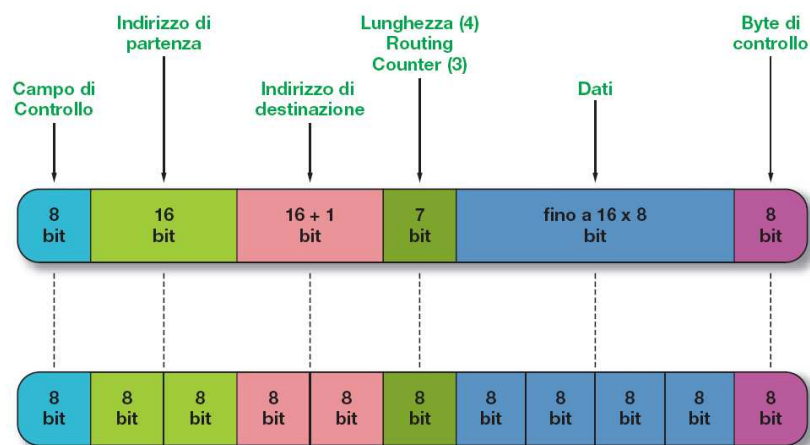 Indirizzo di
partenza
Lunghezza (4)
Routing
Counter (3)
Byte di
controllo
Campo di
Controllo
Indirizzo di
destinazione
Dati
8
bit
16
bit
16 + 1
bit
7
bit
fino a 16 x 8
bit
8
bit
8
bit
8
bit
8
bit
8
bit
8
bit
8
bit
8
bit
8
bit
8
bit
8
bit
8
bit